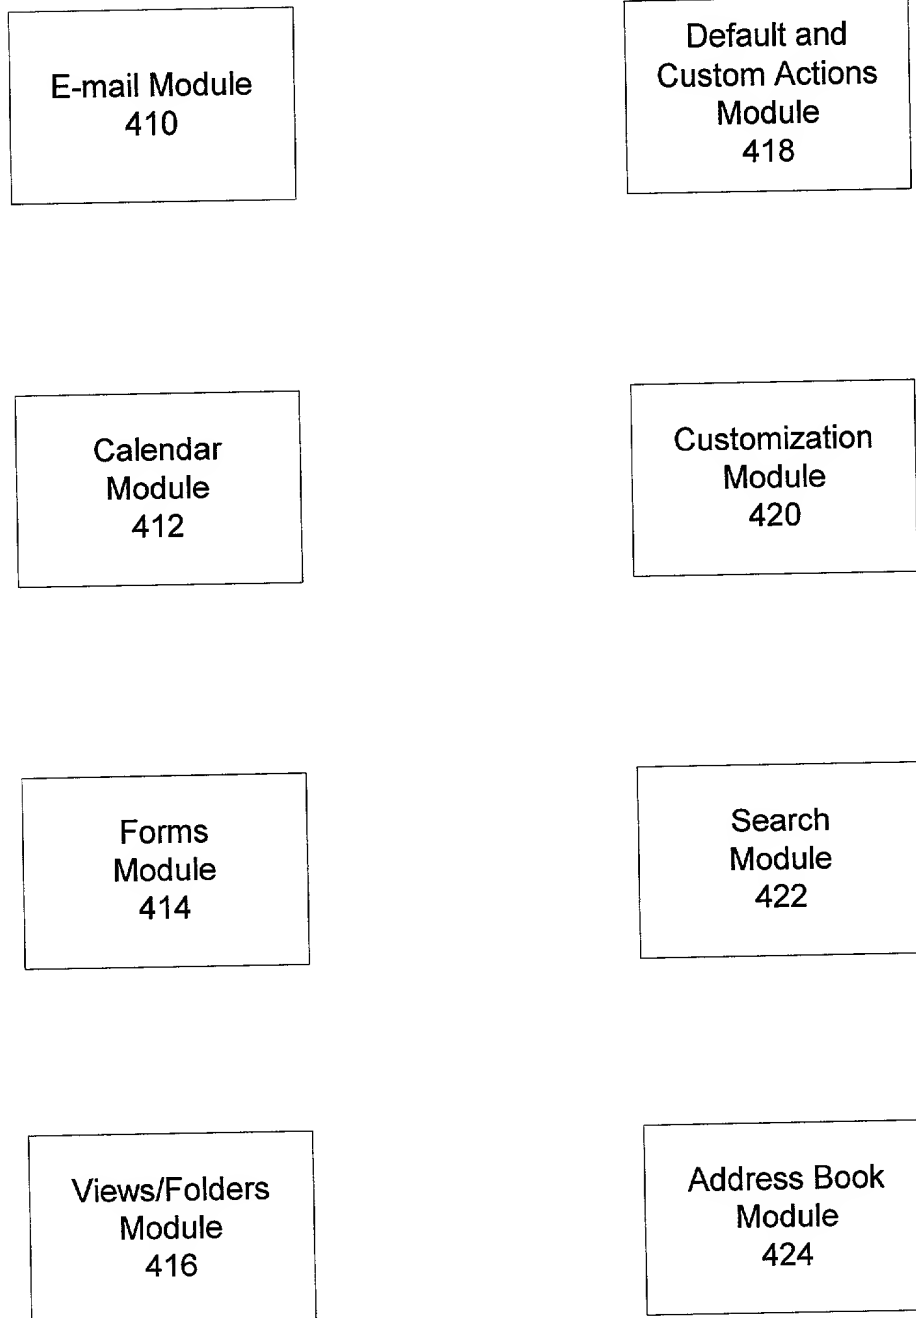 E-mail Module
410
Default and
Custom Actions
Module
418
Calendar
Module
412
Customization
Module
420
Forms
Module
414
Search
Module
422
Views/Folders
Module
416
Address Book
Module
424